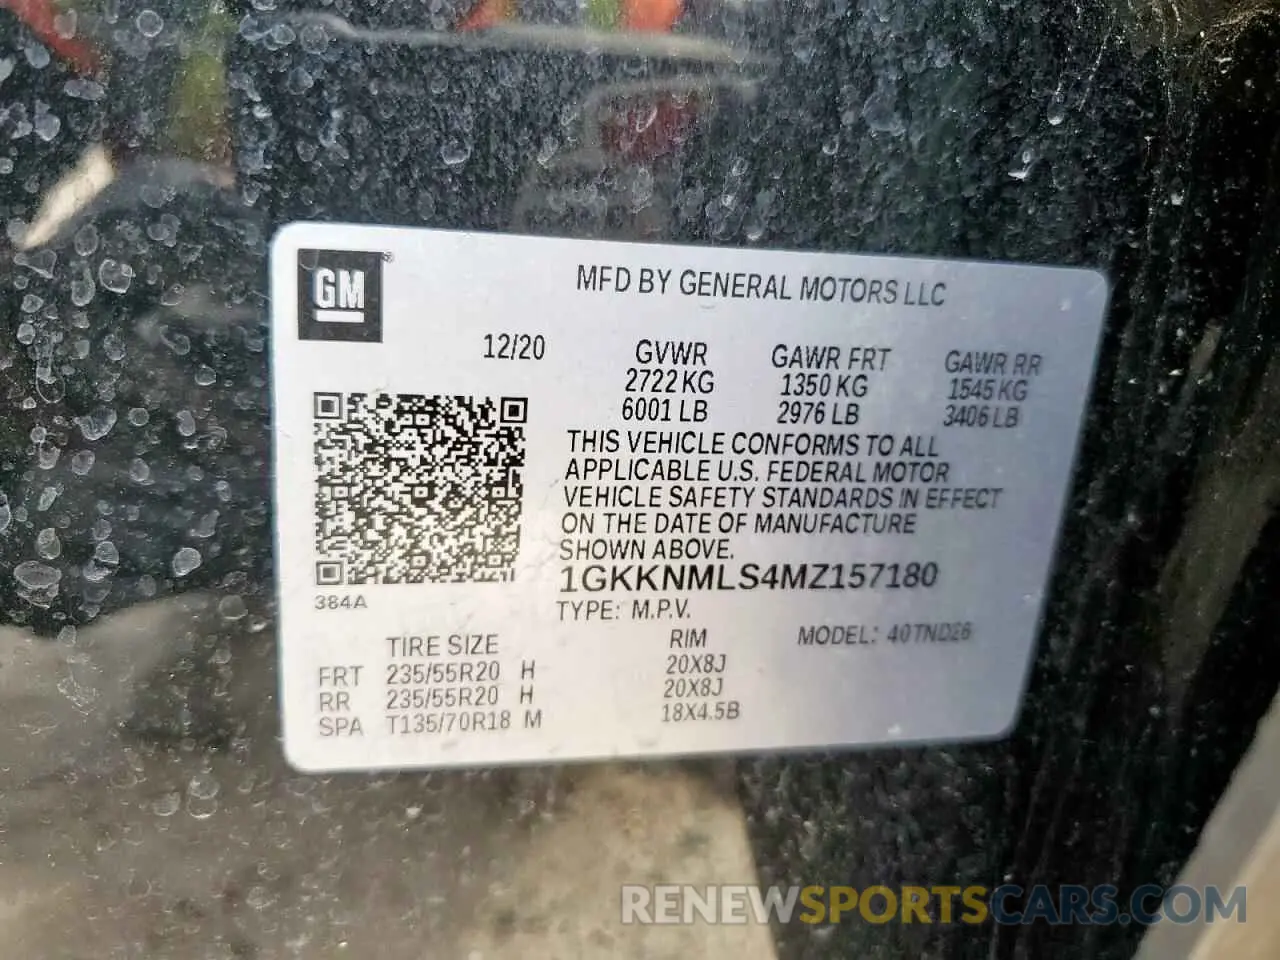 GM
MFD BY GENERAL MOTORS LLC
12/20
GVWR GAWR FRT GAWR RR
2722 KG 1350 KG 1545 KG
6001 LB 2976 LB 3406 LB
THIS VEHICLE CONFORMS TO ALL
APPLICABLE U.S. FEDERAL MOTOR
VEHICLE SAFETY STANDARDS IN EFFECT
ON THE DATE OF MANUFACTURE
SHOWN ABOVE.
1GKKNMLS4MZ157180
384A
TYPE: M.P.V.
TIRE SIZE RIM MODEL: 40TND26
FRT 235/55R20 H 20X8J
RR 235/55R20 H 20X8J
SPA T135/70R18 M 18X4.5B
RENEWSPORTSCARS.COM